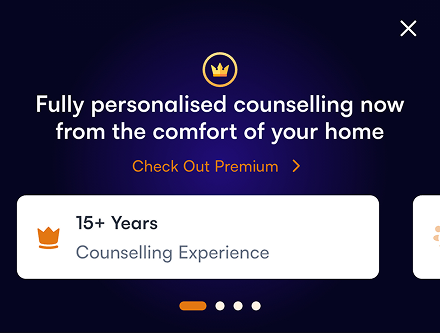 Fully personalised counselling now
from the comfort of your home
Check Out Premium
15+ Years
Counselling Experience